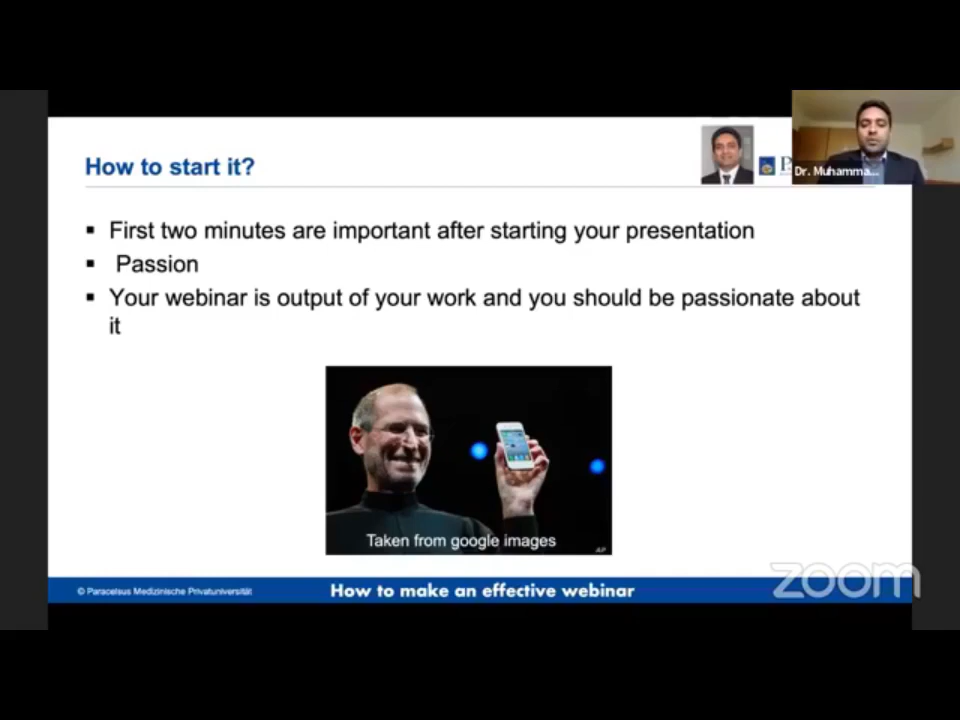 How to start it?
P
Dr. Muhamma...
▪ First two minutes are important after starting your presentation
▪ Passion
▪ Your webinar is output of your work and you should be passionate about
it
Taken from google images
AP
© Paracelsus Medizinische Privatuniversität
How to make an effective webinar
zoom